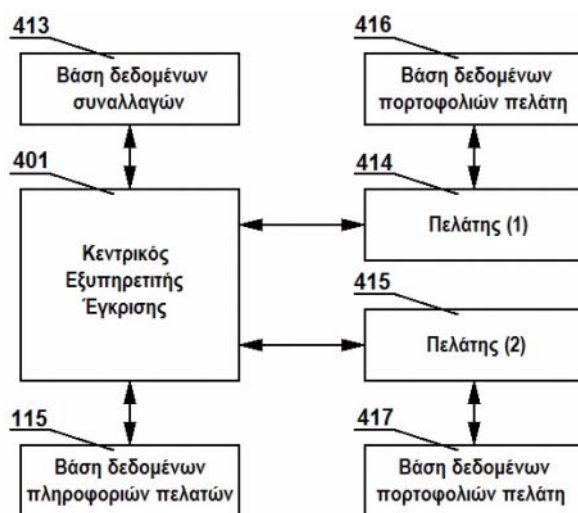 413
Βάση δεδομένων
συναλλαγών
416
Βάση δεδομένων
πορτοφολιών πελάτη
401
Κεντρικός
Εξυπηρετητής
Έγκρισης
414
Πελάτης (1)
415
Πελάτης (2)
115
Βάση δεδομένων
πληροφοριών πελατών
417
Βάση δεδομένων
πορτοφολιών πελάτη